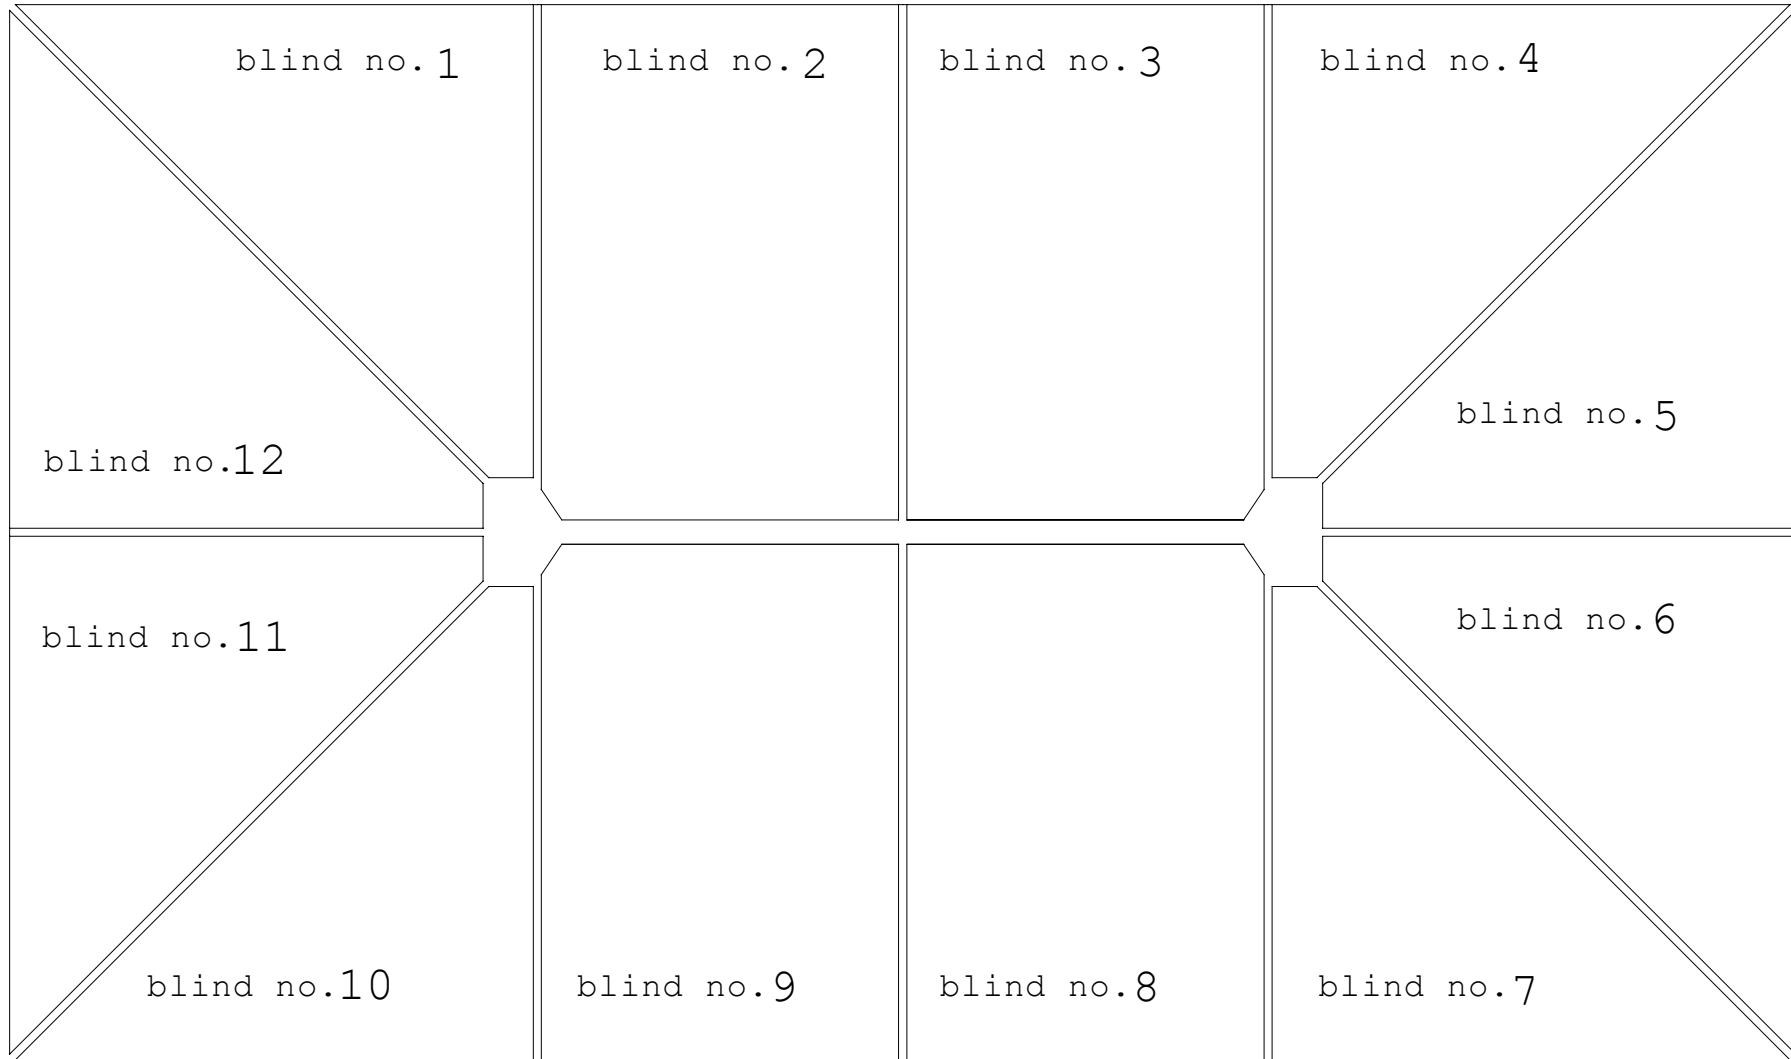 blind no.1
blind no.2
blind no.3
blind no.4
blind no.5
blind no.12
blind no.11
blind no.6
blind no.10
blind no.9
blind no.8
blind no.7